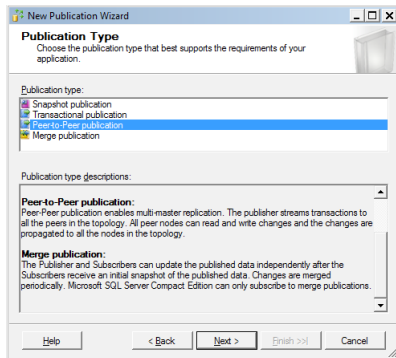 New Publication Wizard
Publication Type
Choose the publication type that best supports the requirements of your
application.
Publication type:
Snapshot publication
Transactional publication
Peer-to-Peer publication
Merge publication
Publication type descriptions:
Peer-to-Peer publication:
Peer-Peer publication enables multi-master replication. The publisher streams transactions to
all the peers in the topology. All peer nodes can read and write changes and the changes are
propagated to all the nodes in the topology.
Merge publication:
The Publisher and Subscribers can update the published data independently after the
Subscribers receive an initial snapshot of the published data. Changes are merged
periodically. Microsoft SQL Server Compact Edition can only subscribe to merge publications.
Help
< Back
Next >
Finish >>|
Cancel